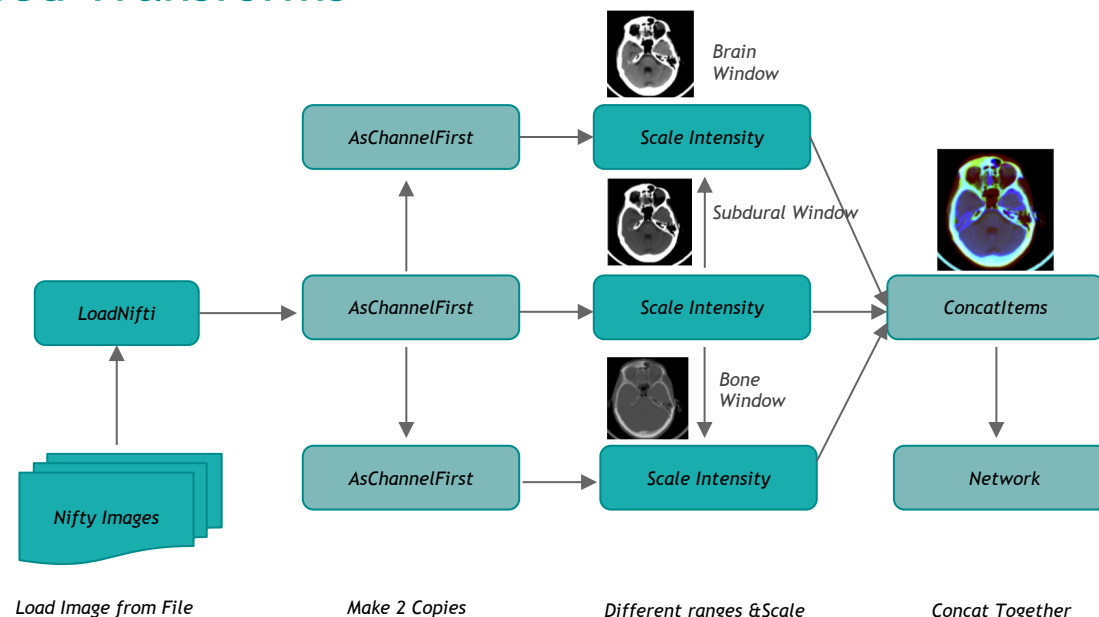 Brain
Window
AsChannelFirst
Scale Intensity
Subdural Window
LoadNifti
AsChannelFirst
Scale Intensity
ConcatItems
Bone
Window
AsChannelFirst
Scale Intensity
Network
Nifty Images
Load Image from File
Make 2 Copies
Different ranges &Scale
Concat Together